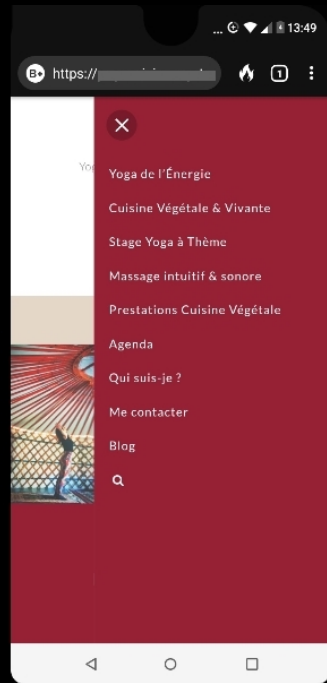 ... 13:49
B+ https:// 1
Yog
Yoga de l'Énergie
Cuisine Végétale & Vivante
Stage Yoga à Thème
Massage intuitif & sonore
Prestations Cuisine Végétale
Agenda
Qui suis-je ?
Me contacter
Blog